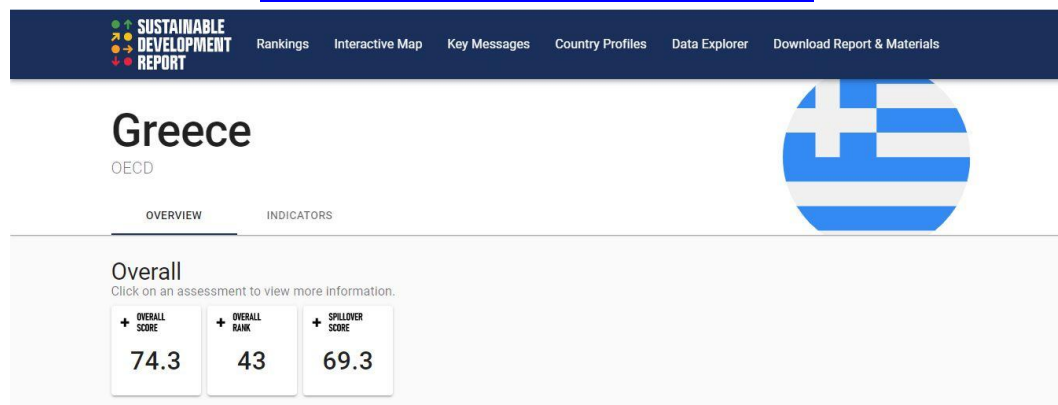 SUSTAINABLE
DEVELOPMENT
REPORT
Rankings Interactive Map Key Messages Country Profiles Data Explorer Download Report & Materials
Greece
OECD
OVERVIEW INDICATORS
Overall
Click on an assessment to view more information.
+ OVERALL SCORE + OVERALL RANK + SPILLOVER SCORE
74.3 43 69.3